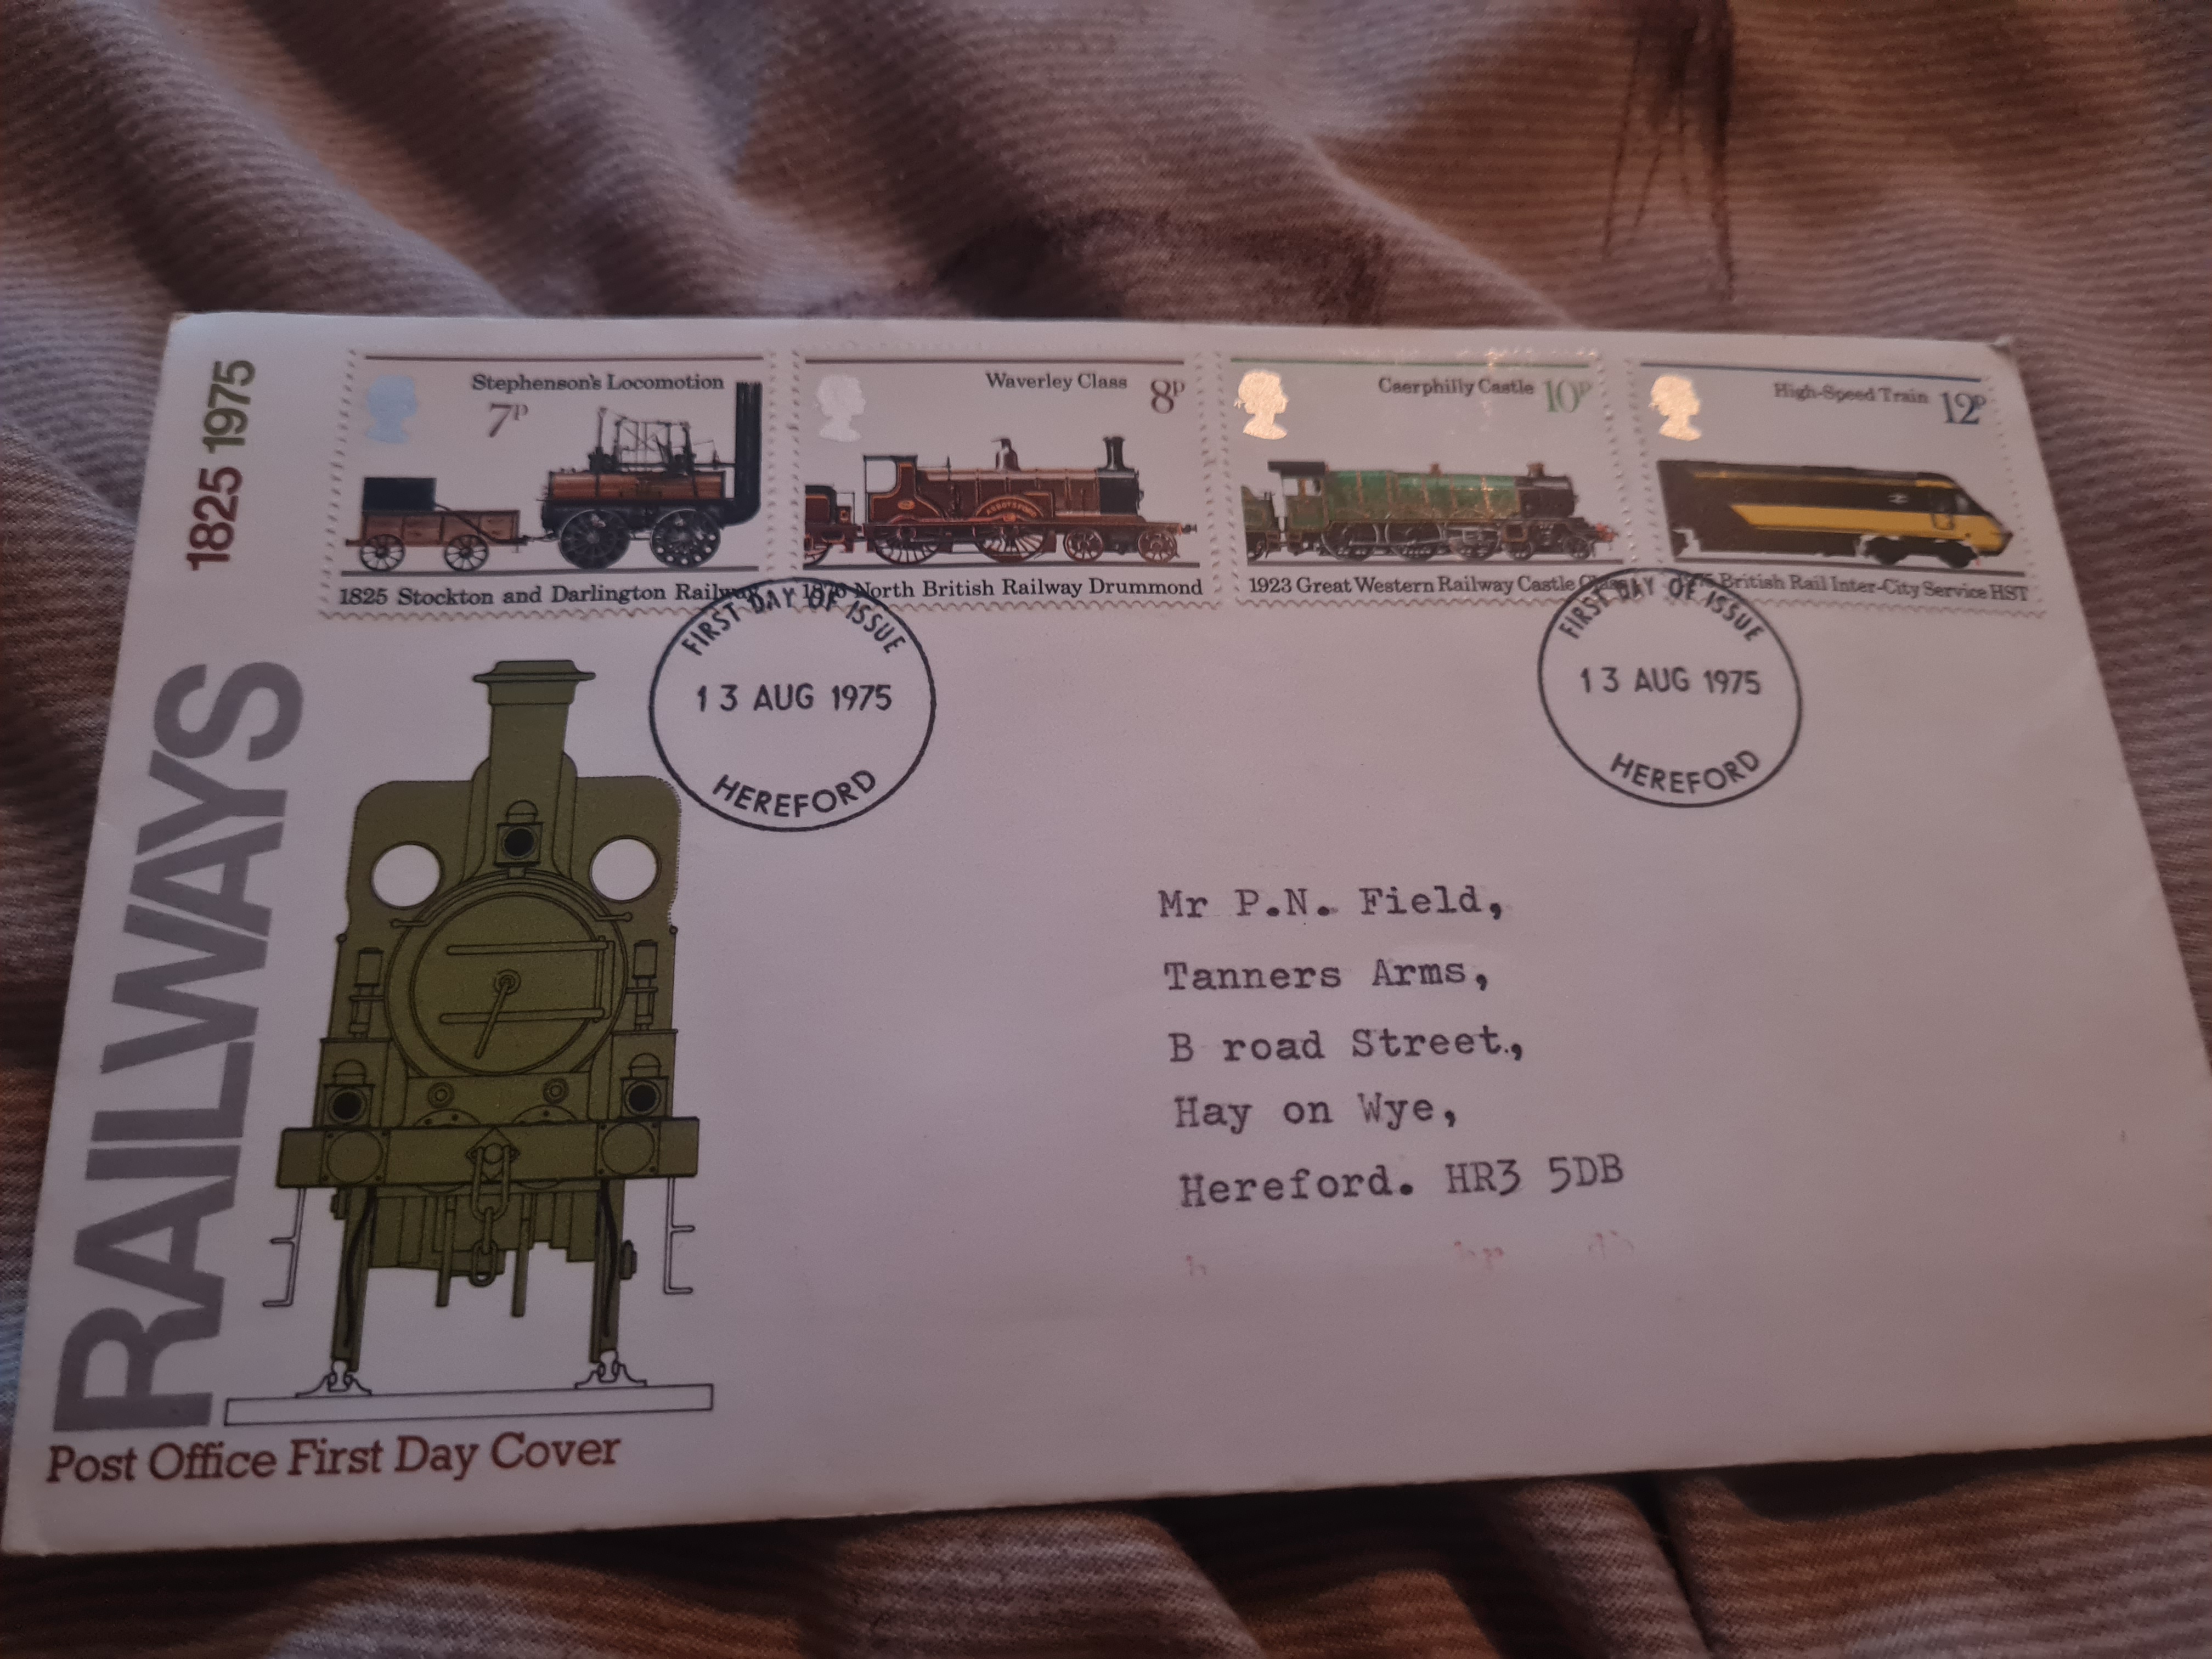 1825 1975
RAILWAYS
Stephenson's Locomotion
7P
1825 Stockton and Darlington Railway
Waverley Class 8P
ABBOTSFORD
North British Railway Drummond
Caerphilly Castle 10P
1923 Great Western Railway Castle Class
High-Speed Train 12P
British Rail Inter-City Service HST
FIRST DAY OF ISSUE
13 AUG 1975
HEREFORD
FIRST DAY OF ISSUE
13 AUG 1975
HEREFORD
Mr P.N. Field,
Tanners Arms,
B road Street.,
Hay on Wye,
Hereford. HR3 5DB
Post Office First Day Cover